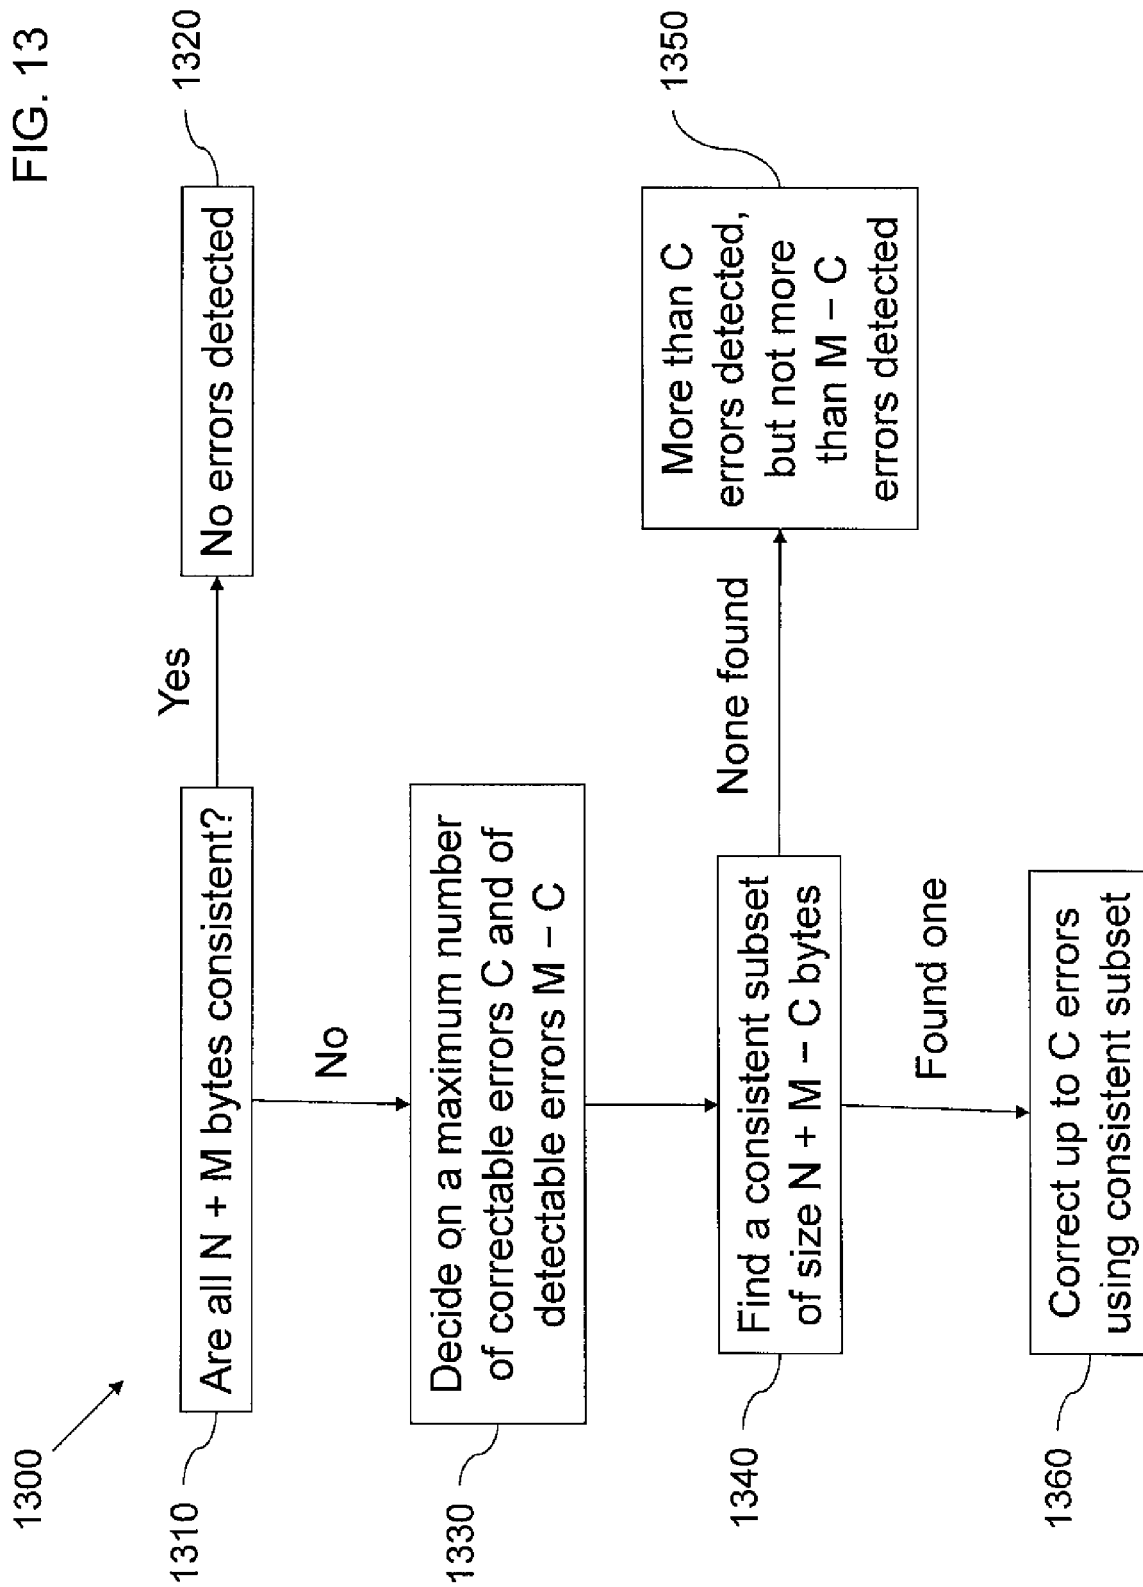 FIG. 13
1300
1310
Are all N + M bytes consistent?
Yes
No errors detected
1320
No
1330
Decide on a maximum number
of correctable errors C and of
detectable errors M – C
1340
Find a consistent subset
of size N + M – C bytes
None found
More than C
errors detected,
but not more
than M – C
errors detected
1350
Found one
1360
Correct up to C errors
using consistent subset